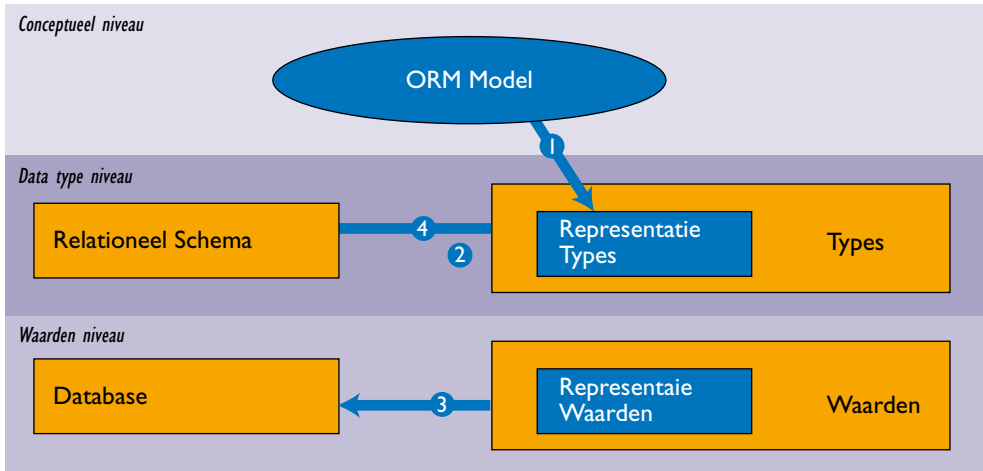 Conceptueel niveau
ORM Model
1
Data type niveau
Relationeel Schema
4
2
Representatie
Types
Types
Waarden niveau
Database
3
Representaie
Waarden
Waarden